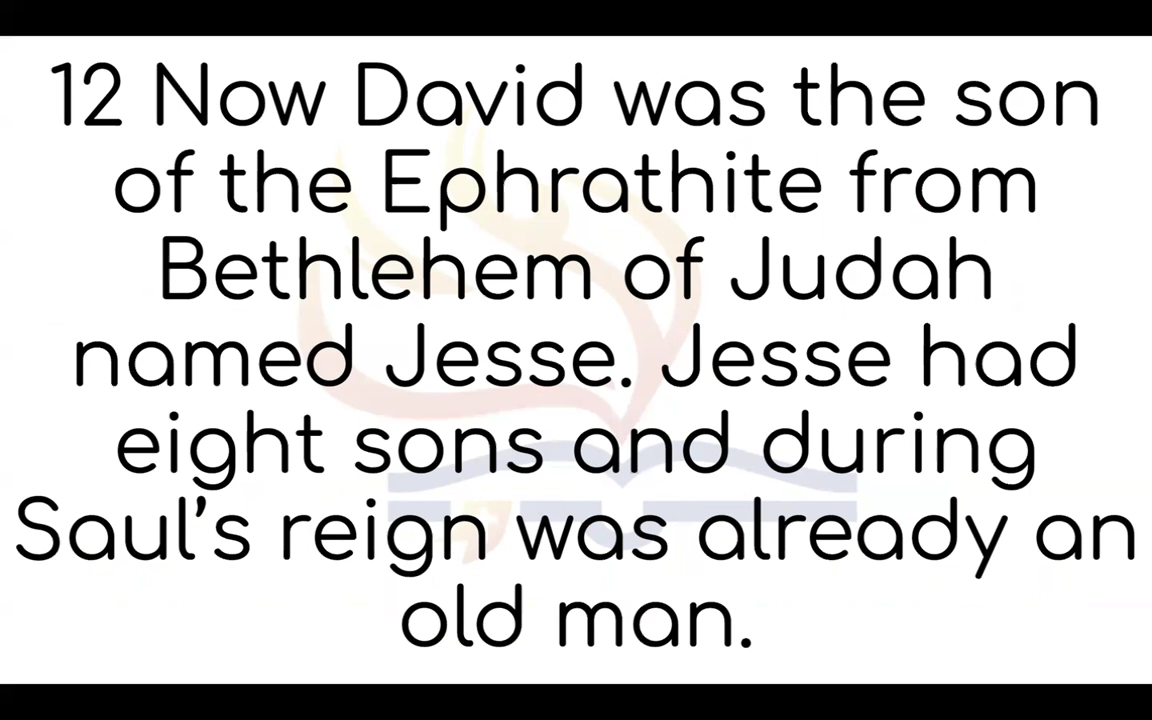 12 Now David was the son
of the Ephrathite from
Bethlehem of Judah
named Jesse. Jesse had
eight sons and during
Saul’s reign was already an
old man.